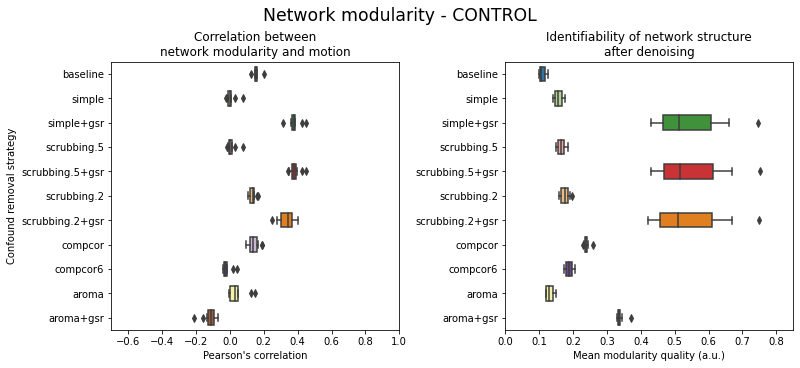 Network modularity - CONTROL
Correlation between
network modularity and motion
Confound removal strategy
baseline
simple
simple+gsr
scrubbing.5
scrubbing.5+gsr
scrubbing.2
scrubbing.2+gsr
compcor
compcor6
aroma
aroma+gsr
−0.6 −0.4 −0.2 0.0 0.2 0.4 0.6 0.8 1.0
Pearson's correlation
Identifiability of network structure
after denoising
baseline
simple
simple+gsr
scrubbing.5
scrubbing.5+gsr
scrubbing.2
scrubbing.2+gsr
compcor
compcor6
aroma
aroma+gsr
0.0 0.1 0.2 0.3 0.4 0.5 0.6 0.7 0.8
Mean modularity quality (a.u.)